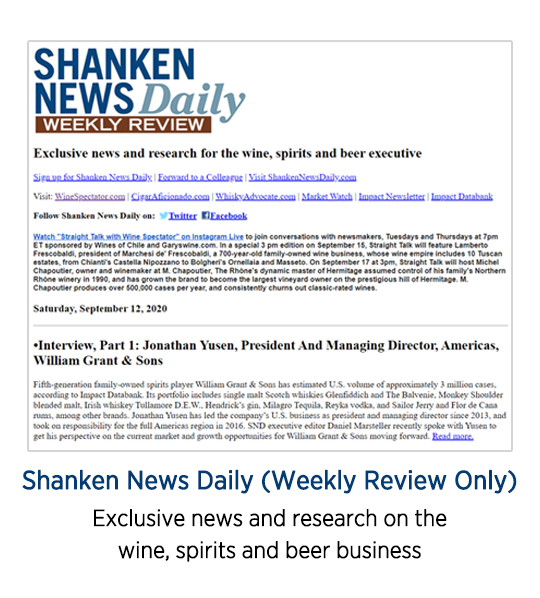 SHANKEN
NEWS Daily
WEEKLY REVIEW
Exclusive news and research for the wine, spirits and beer executive
Sign up for Shanken News Daily | Forward to a Colleague | Visit ShankenNewsDaily.com
Visit: WineSpectator.com | CigarAficionado.com | WhiskyAdvocate.com | Market Watch | Impact Newsletter | Impact Databank
Follow Shanken News Daily on: Twitter Facebook
Watch "Straight Talk with Wine Spectator" on Instagram Live to join conversations with newsmakers, Tuesdays and Thursdays at 7pm
ET sponsored by Wines of Chile and Garyswine.com. In a special 3 pm edition on September 15, Straight Talk will feature Lamberto
Frescobaldi, president of Marchesi de' Frescobaldi, a 700-year-old family-owned wine business, whose wine empire includes 10 Tuscan
estates, from Chianti's Castella Nipozzano to Bolgheri's Ornellaia and Masseto. On September 17 at 3pm, Straight Talk will host Michel
Chapoutier, owner and winemaker at M. Chapoutier, The Rhône's dynamic master of Hermitage assumed control of his family's Northern
Rhône winery in 1990, and has grown the brand to become the largest vineyard owner on the prestigious hill of Hermitage. M.
Chapoutier produces over 500,000 cases per year, and consistently churns out classic-rated wines.
Saturday, September 12, 2020
•Interview, Part 1: Jonathan Yusen, President And Managing Director, Americas,
William Grant & Sons
Fifth-generation family-owned spirits player William Grant & Sons has estimated U.S. volume of approximately 3 million cases,
according to Impact Databank. Its portfolio includes single malt Scotch whiskies Glenfiddich and The Balvenie, Monkey Shoulder
blended malt, Irish whiskey Tullamore D.E.W., Hendrick's gin, Milagro Tequila, Reyka vodka, and Sailor Jerry and Flor de Cana
rums, among other brands. Jonathan Yusen has led the company's U.S. business as president and managing director since 2013, and
took on responsibility for the full Americas region in 2016. SND executive editor Daniel Marsteller recently spoke with Yusen to
get his perspective on the current market and growth opportunities for William Grant & Sons moving forward. Read more.
Shanken News Daily (Weekly Review Only)
Exclusive news and research on the
wine, spirits and beer business